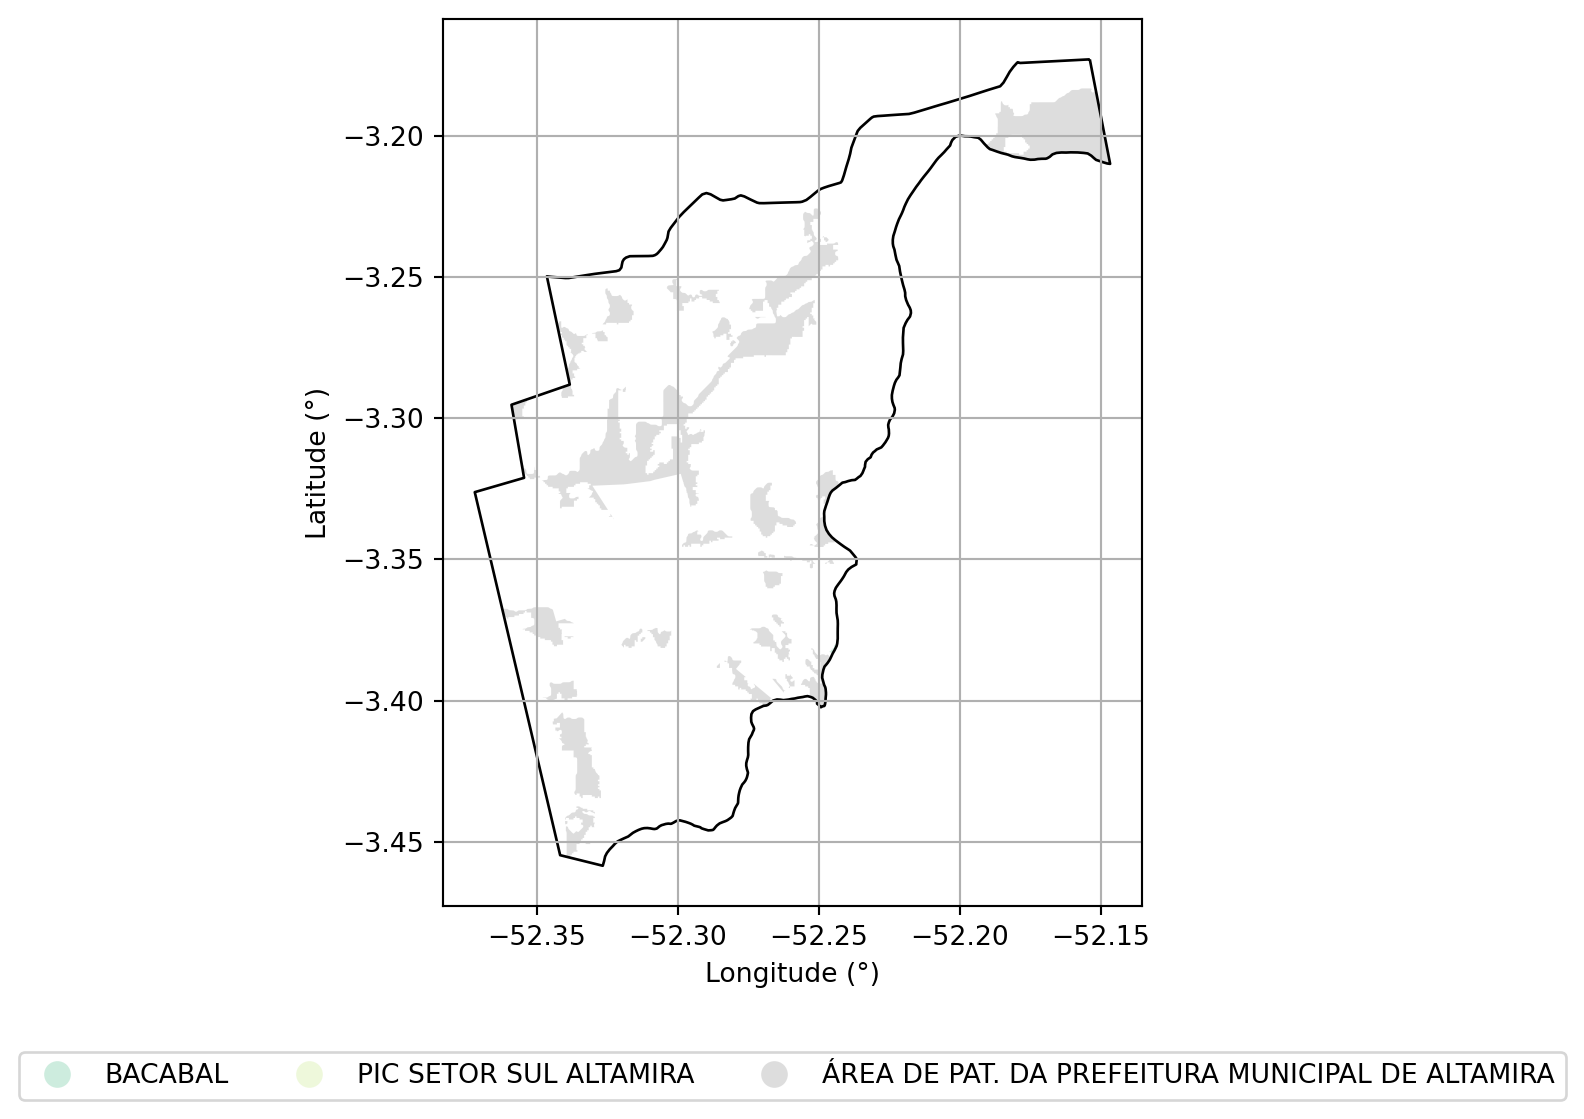 −3.20
−3.25
−3.30
−3.35
−3.40
−3.45
Latitude (°)
−52.35 −52.30 −52.25 −52.20 −52.15
Longitude (°)
BACABAL PIC SETOR SUL ALTAMIRA ÁREA DE PAT. DA PREFEITURA MUNICIPAL DE ALTAMIRA